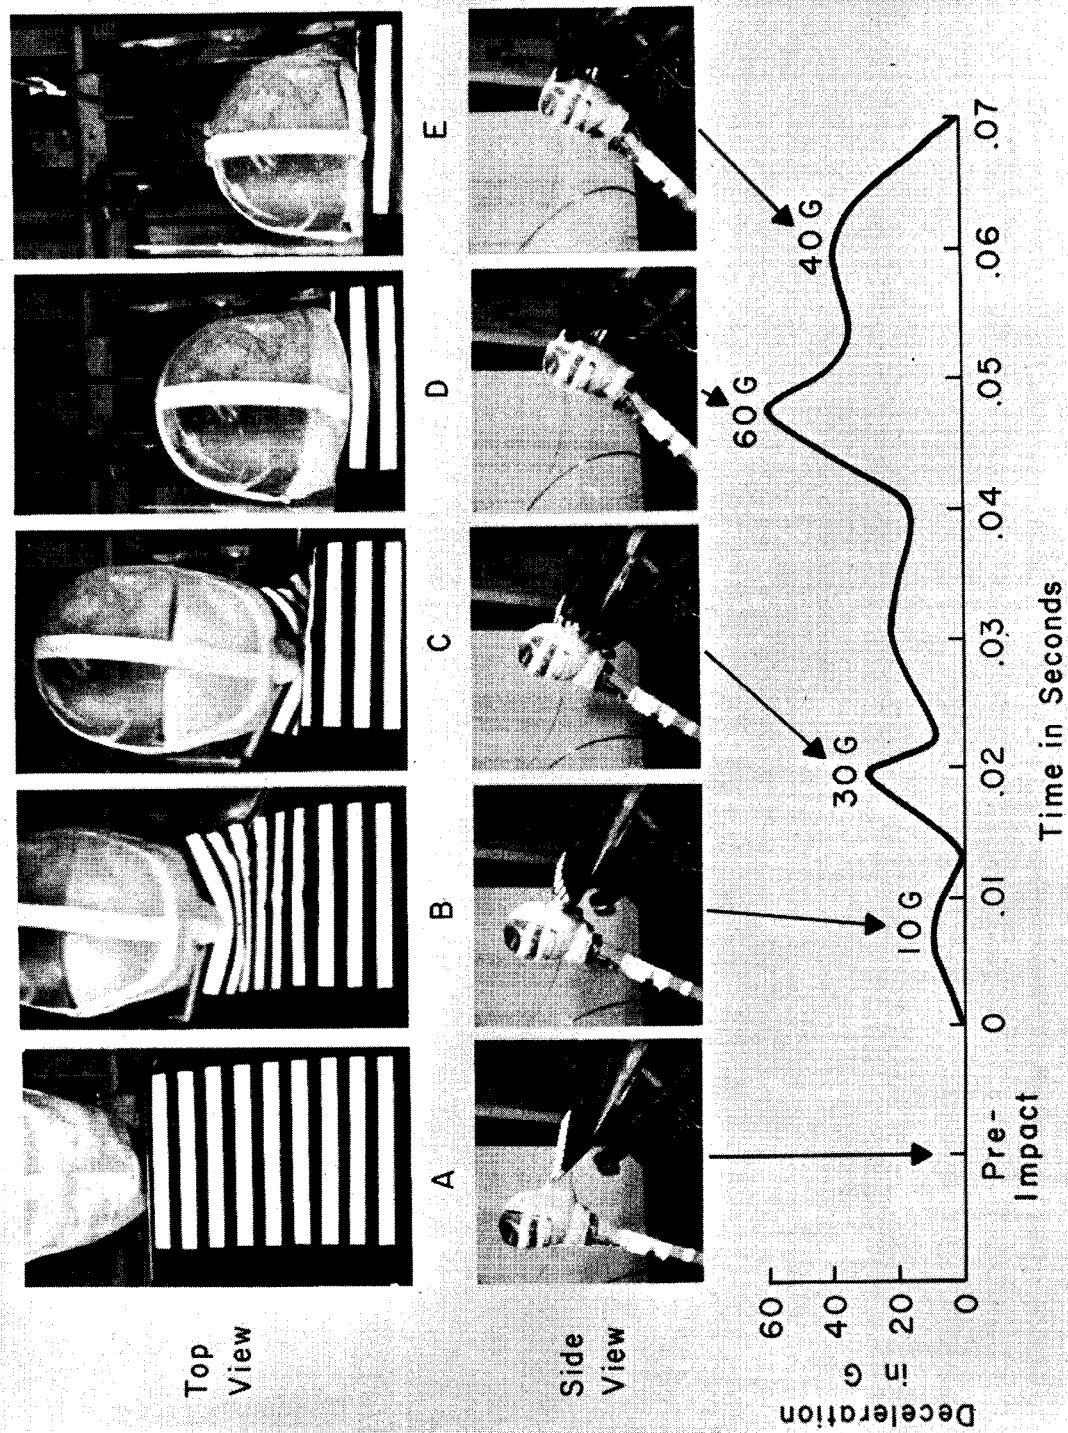 Top
View
A
B
C
D
E
Side
View
10 G
30 G
60 G
40 G
Deceleration
in G
60
40
20
0
Pre-
Impact
0
.01
.02
.03
.04
.05
.06
.07
Time in Seconds